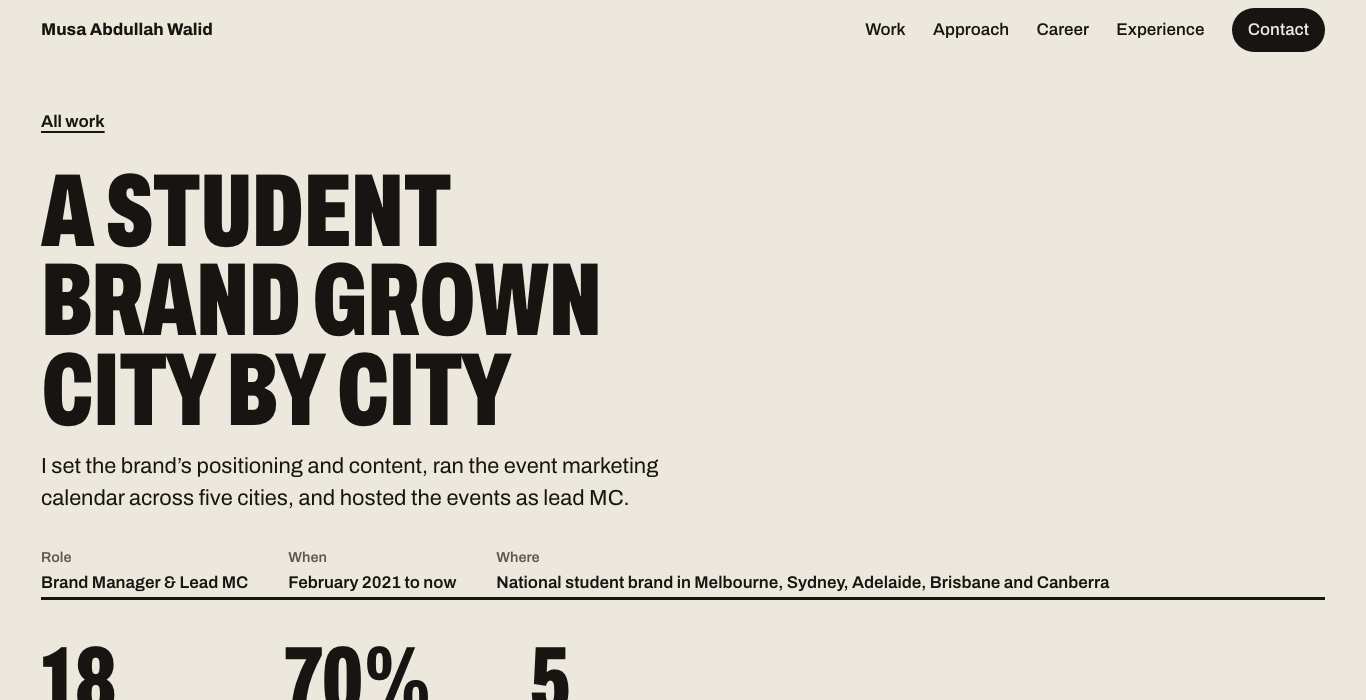 Musa Abdullah Walid
Work Approach Career Experience Contact
All work
A STUDENT
BRAND GROWN
CITY BY CITY
I set the brand’s positioning and content, ran the event marketing
calendar across five cities, and hosted the events as lead MC.
Role When Where
Brand Manager & Lead MC February 2021 to now National student brand in Melbourne, Sydney, Adelaide, Brisbane and Canberra
18 70% 5